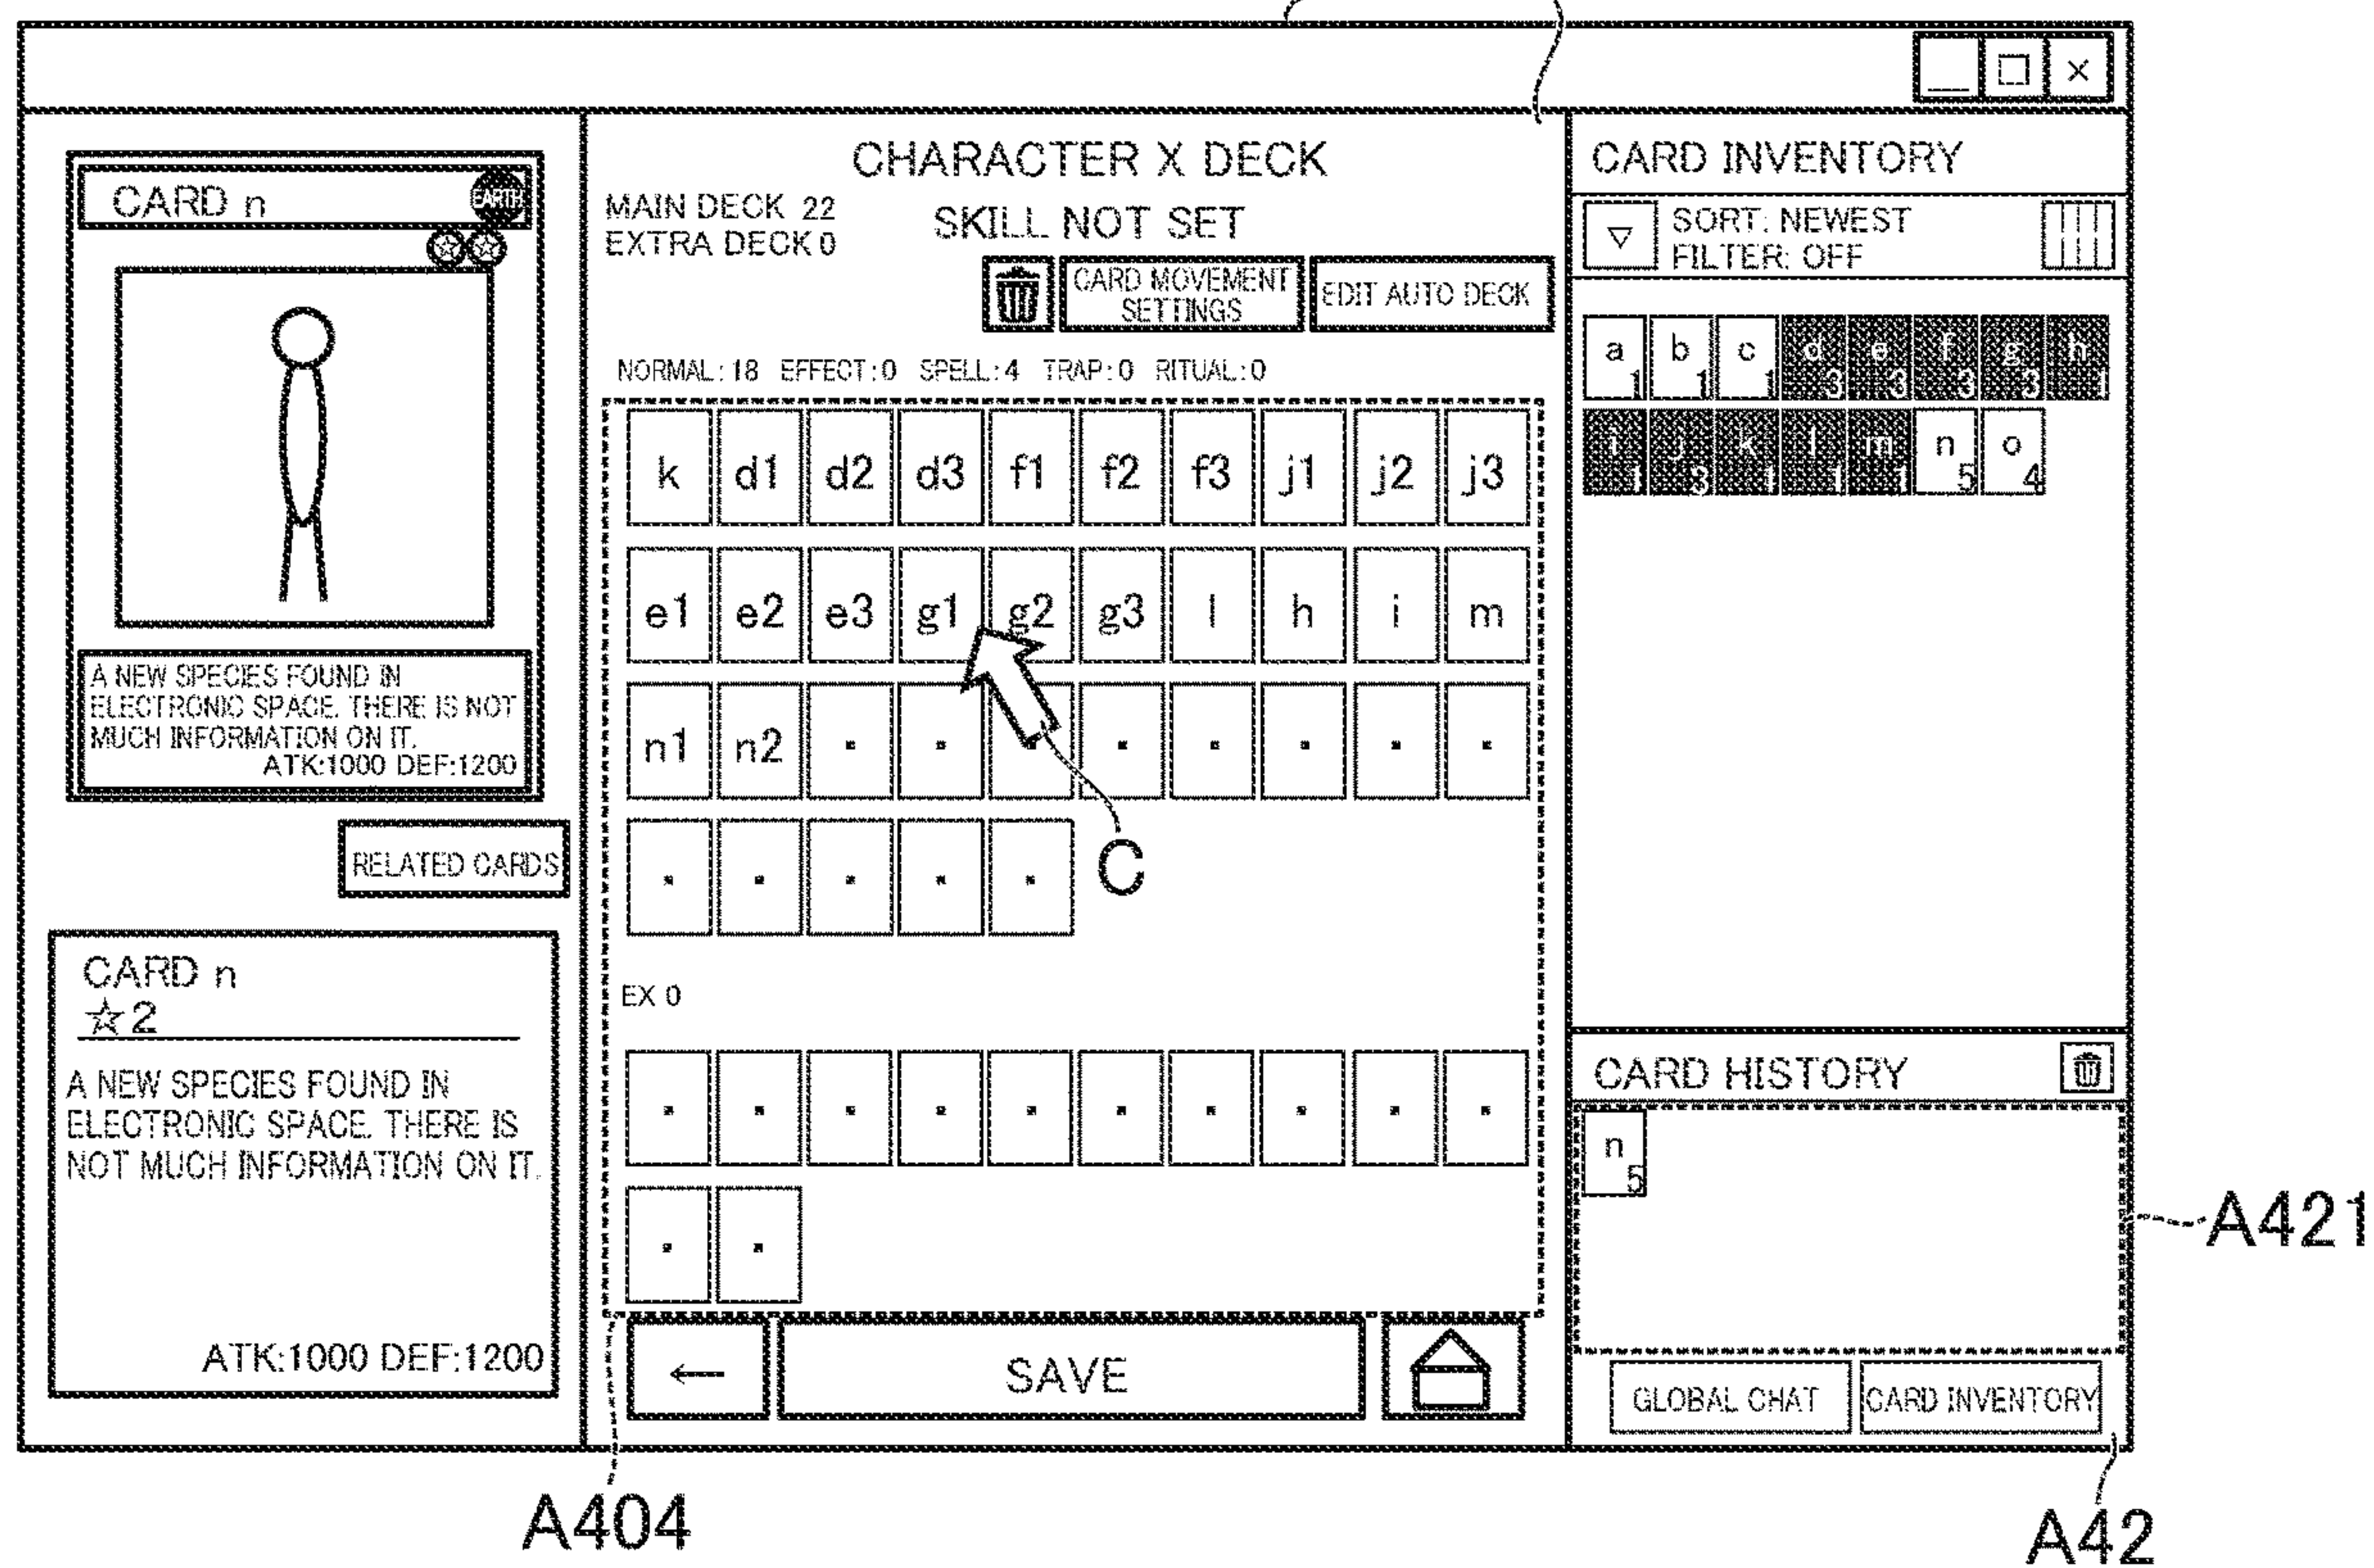 ×
CARD n
EARTH
☆☆
A NEW SPECIES FOUND IN
ELECTRONIC SPACE. THERE IS NOT
MUCH INFORMATION ON IT.
ATK:1000 DEF:1200
RELATED CARDS
CARD n
☆2
A NEW SPECIES FOUND IN
ELECTRONIC SPACE. THERE IS
NOT MUCH INFORMATION ON IT.
ATK:1000 DEF:1200
CHARACTER X DECK
MAIN DECK 22
EXTRA DECK 0
SKILL NOT SET
CARD MOVEMENT
SETTINGS
EDIT AUTO DECK
NORMAL:18 EFFECT:0 SPELL:4 TRAP:0 RITUAL:0
k d1 d2 d3 f1 f2 f3 j1 j2 j3
e1 e2 e3 g1 g2 g3 l h i m
n1 n2
C
EX 0
←
SAVE
CARD INVENTORY
▽
SORT: NEWEST
FILTER: OFF
a b c d e f g h
1 1 1 3 3 3 3 1
i j k l m n o
1 3 1 1 1 5 4
CARD HISTORY
n
5
GLOBAL CHAT
CARD INVENTORY
A421
A404
A42